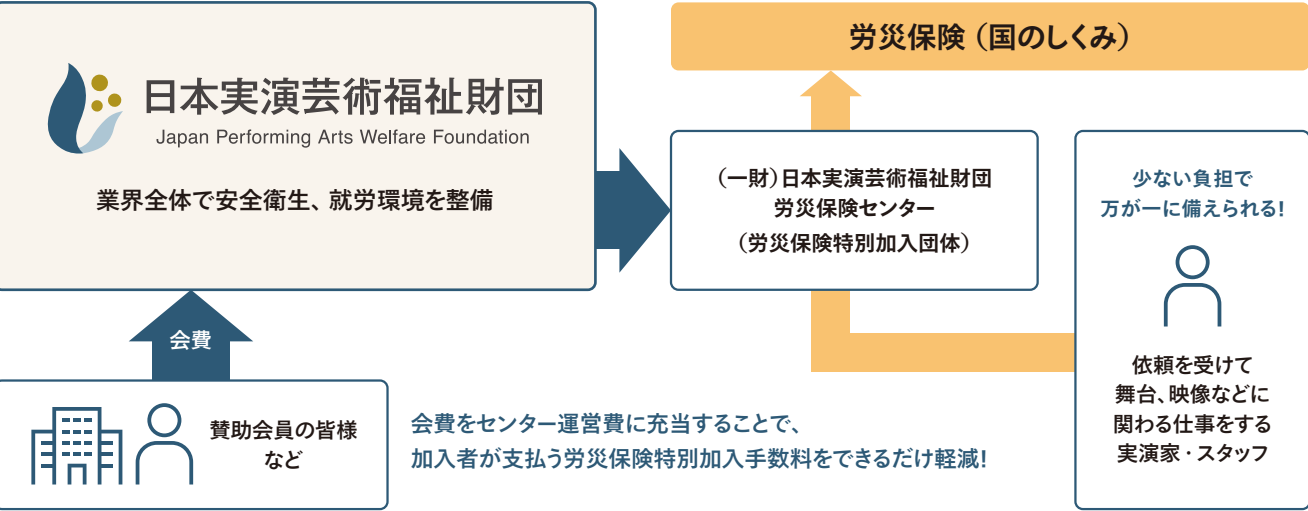 日本実演芸術福祉財団
Japan Performing Arts Welfare Foundation
業界全体で安全衛生、就労環境を整備
労災保険（国のしくみ）
（一財）日本実演芸術福祉財団
労災保険センター
（労災保険特別加入団体）
少ない負担で
万が一に備えられる!
依頼を受けて
舞台、映像などに
関わる仕事をする
実演家・スタッフ
会費
賛助会員の皆様
など
会費をセンター運営費に充当することで、
加入者が支払う労災保険特別加入手数料をできるだけ軽減!